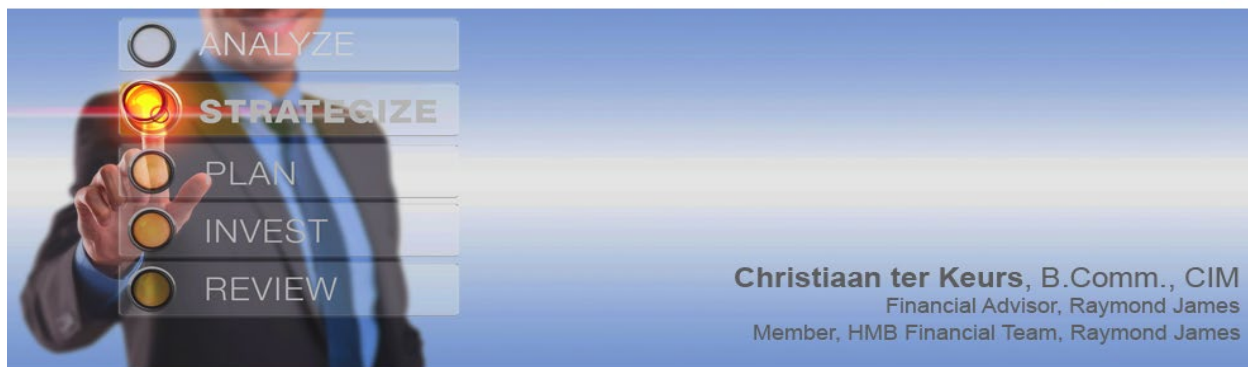 ANALYZE
STRATEGIZE
PLAN
INVEST
REVIEW
Christiaan ter Keurs, B.Comm., CIM
Financial Advisor, Raymond James
Member, HMB Financial Team, Raymond James